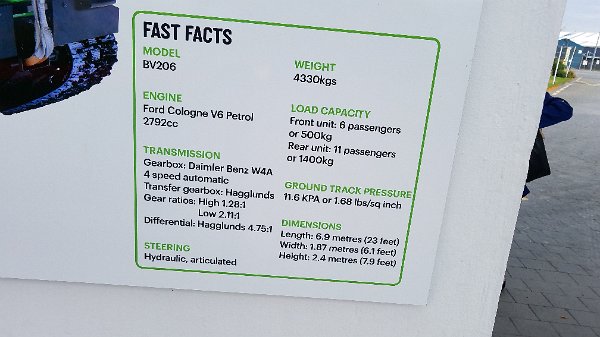 FAST FACTS
MODEL
BV206
ENGINE
Ford Cologne V6 Petrol
2792cc
TRANSMISSION
Gearbox: Daimler Benz W4A
4 speed automatic
Transfer gearbox: Hagglunds
Gear ratios: High 1.28:1
Low 2.11:1
Differential: Hagglunds 4.75:1
STEERING
Hydraulic, articulated
WEIGHT
4330kgs
LOAD CAPACITY
Front unit: 6 passengers
or 500kg
Rear unit: 11 passengers
or 1400kg
GROUND TRACK PRESSURE
11.6 KPA or 1.68 lbs/sq inch
DIMENSIONS
Length: 6.9 metres (23 feet)
Width: 1.87 metres (6.1 feet)
Height: 2.4 metres (7.9 feet)